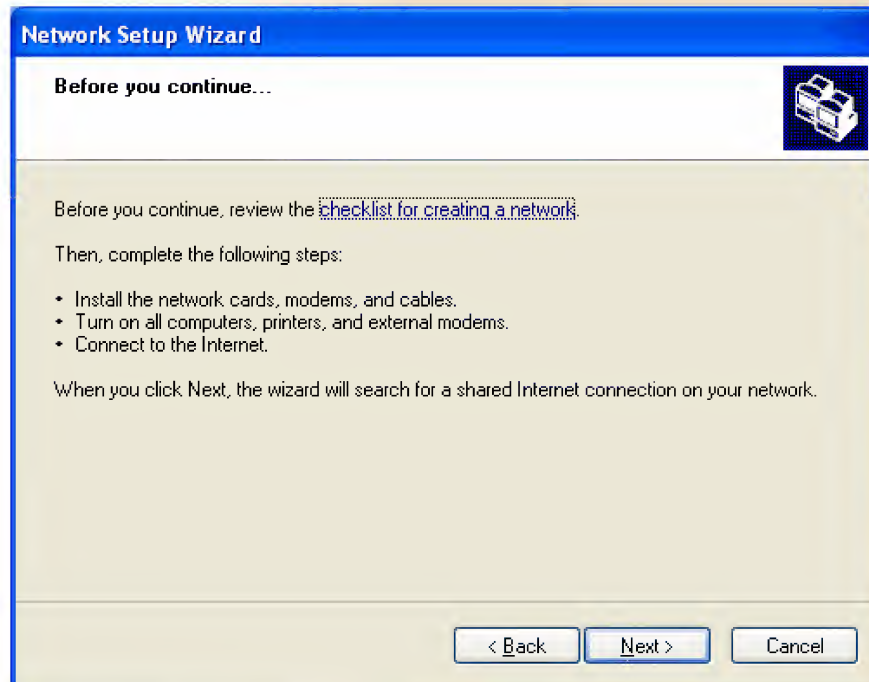 Network Setup Wizard
Before you continue...
Before you continue, review the checklist for creating a network.
Then, complete the following steps:
• Install the network cards, modems, and cables.
• Turn on all computers, printers, and external modems.
• Connect to the Internet.
When you click Next, the wizard will search for a shared Internet connection on your network.
< Back Next > Cancel